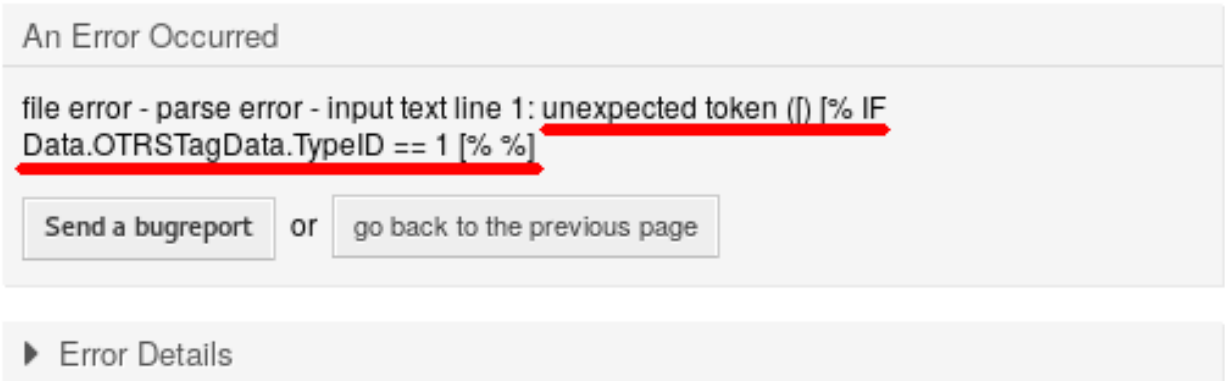 An Error Occurred
file error - parse error - input text line 1: unexpected token ([) [% IF
Data.OTRSTagData.TypeID == 1 [% %]
Send a bugreport or go back to the previous page
Error Details